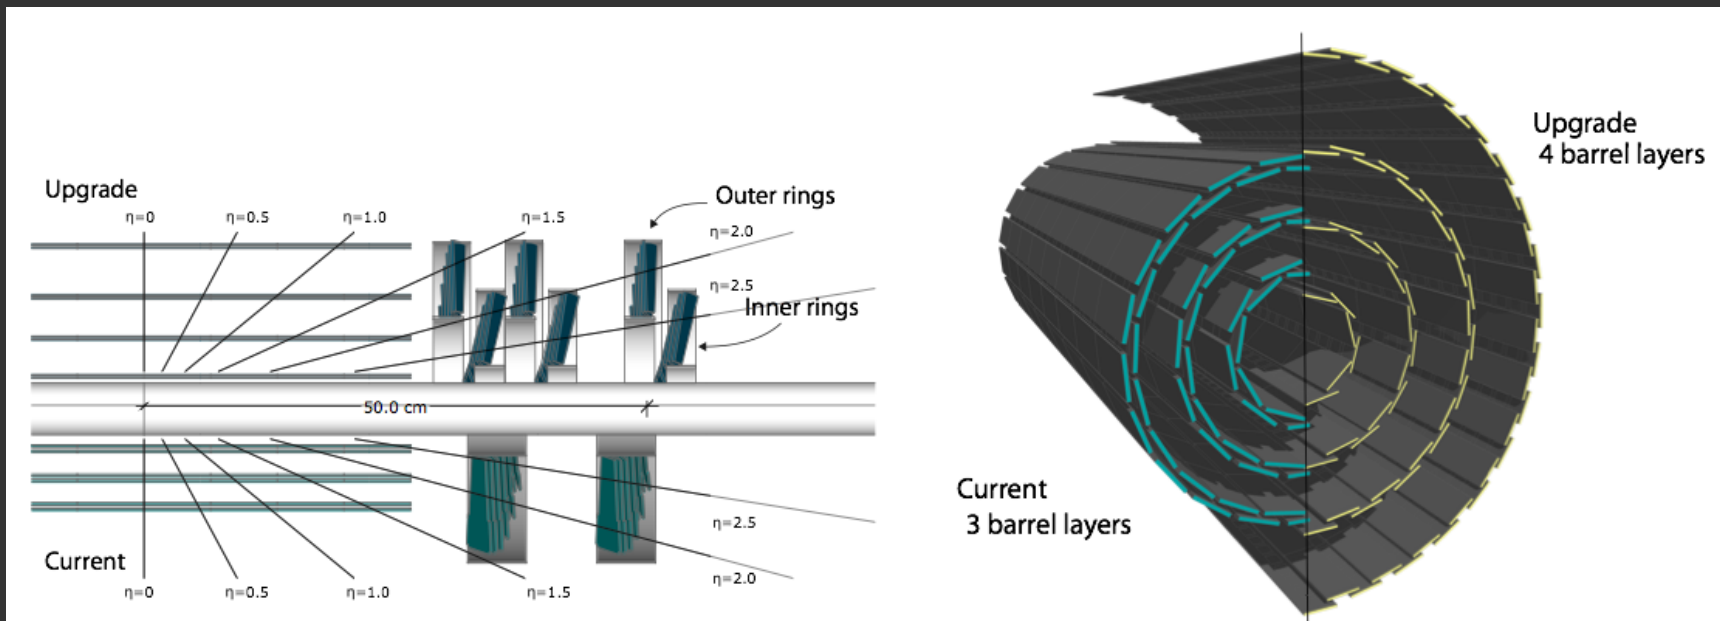 Upgrade
η=0
η=0.5
η=1.0
η=1.5
Outer rings
η=2.0
η=2.5
Inner rings
50.0 cm
Current
η=0
η=0.5
η=1.0
η=1.5
η=2.5
η=2.0
Upgrade
4 barrel layers
Current
3 barrel layers